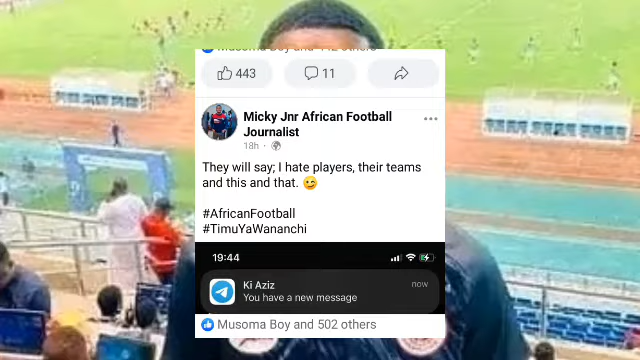 443
11
Micky Jnr African Football
Journalist
18h ·
They will say; I hate players, their teams
and this and that. 😜
#AfricanFootball
#TimuYaWananchi
19:44
Ki Aziz
now
You have a new message
Musoma Boy and 502 others